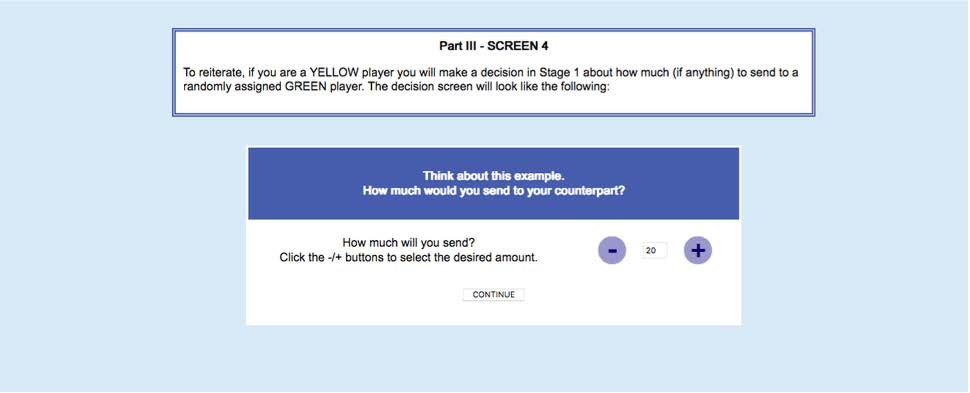 Part III - SCREEN 4
To reiterate, if you are a YELLOW player you will make a decision in Stage 1 about how much (if anything) to send to a
randomly assigned GREEN player. The decision screen will look like the following:
Think about this example.
How much would you send to your counterpart?
How much will you send?
Click the -/+ buttons to select the desired amount.
- 20 +
CONTINUE